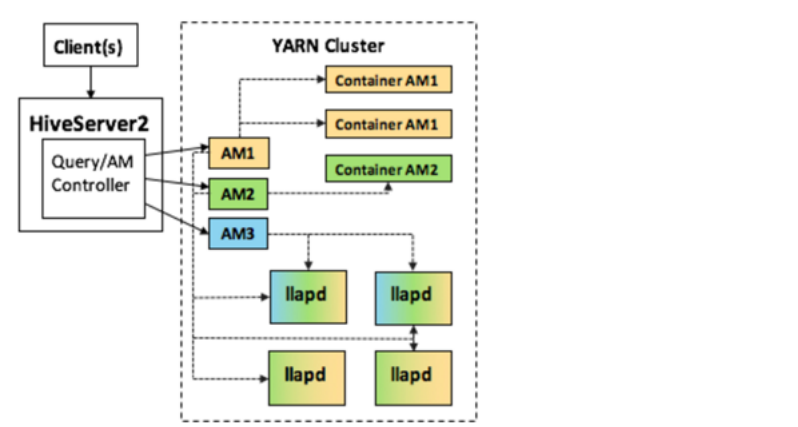 Client(s)
YARN Cluster
Container AM1
HiveServer2
Container AM1
Query/AM
Controller
AM1
Container AM2
AM2
AM3
llapd
llapd
llapd
llapd